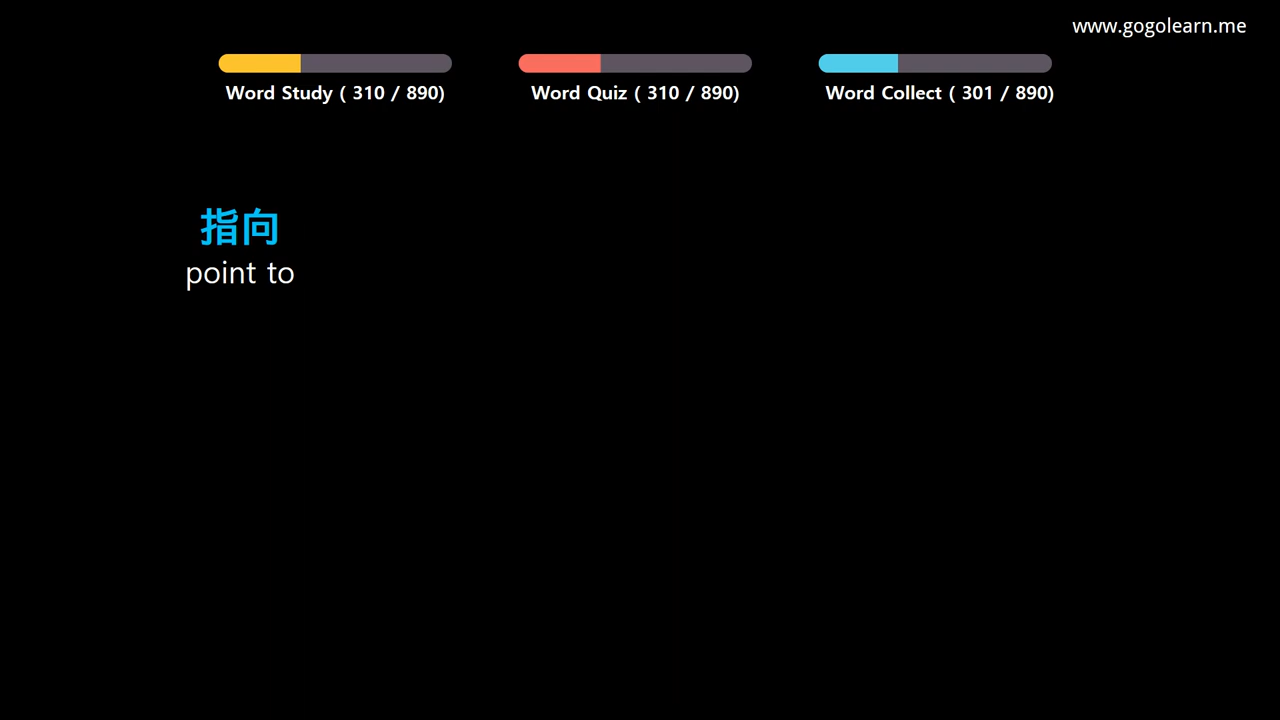 www.gogolearn.me
Word Study ( 310 / 890)
Word Quiz ( 310 / 890)
Word Collect ( 301 / 890)
指向
point to